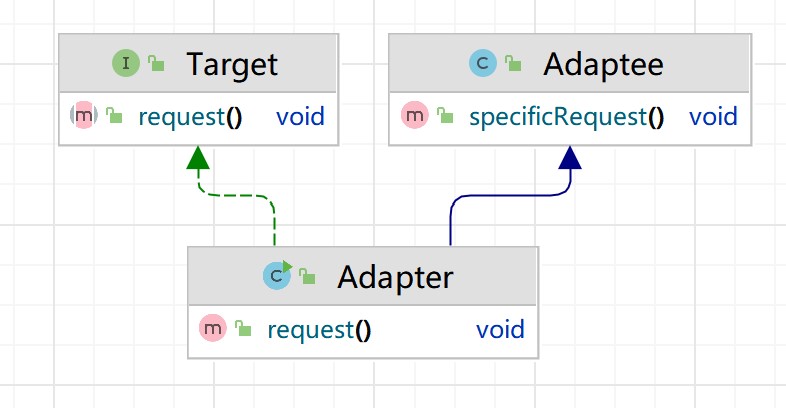 I Target
m request() void
C Adaptee
m specificRequest() void
C Adapter
m request() void